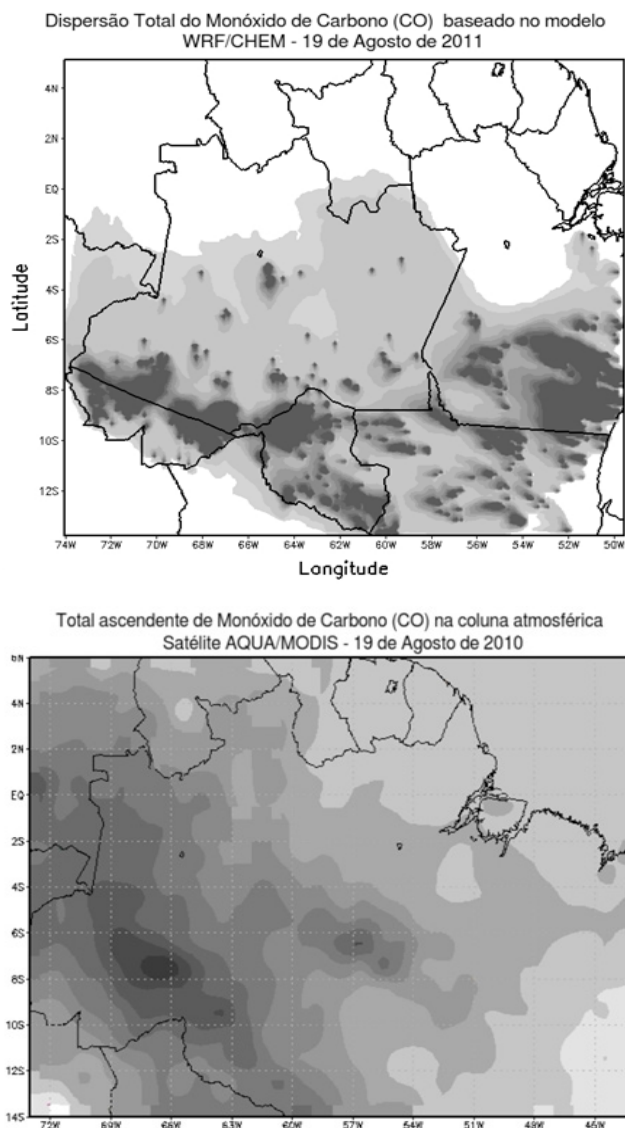 Dispersão Total do Monóxido de Carbono (CO) baseado no modelo
WRF/CHEM - 19 de Agosto de 2011
4N
2N
EQ
2S
4S
6S
8S
10S
12S
Latitude
74W 72W 70W 68W 66W 64W 62W 60W 58W 56W 54W 52W 50W
Longitude
Total ascendente de Monóxido de Carbono (CO) na coluna atmosférica
Satélite AQUA/MODIS - 19 de Agosto de 2010
6N
4N
2N
EQ
2S
4S
6S
8S
10S
12S
14S
72W 69W 66W 63W 60W 57W 54W 51W 48W 45W